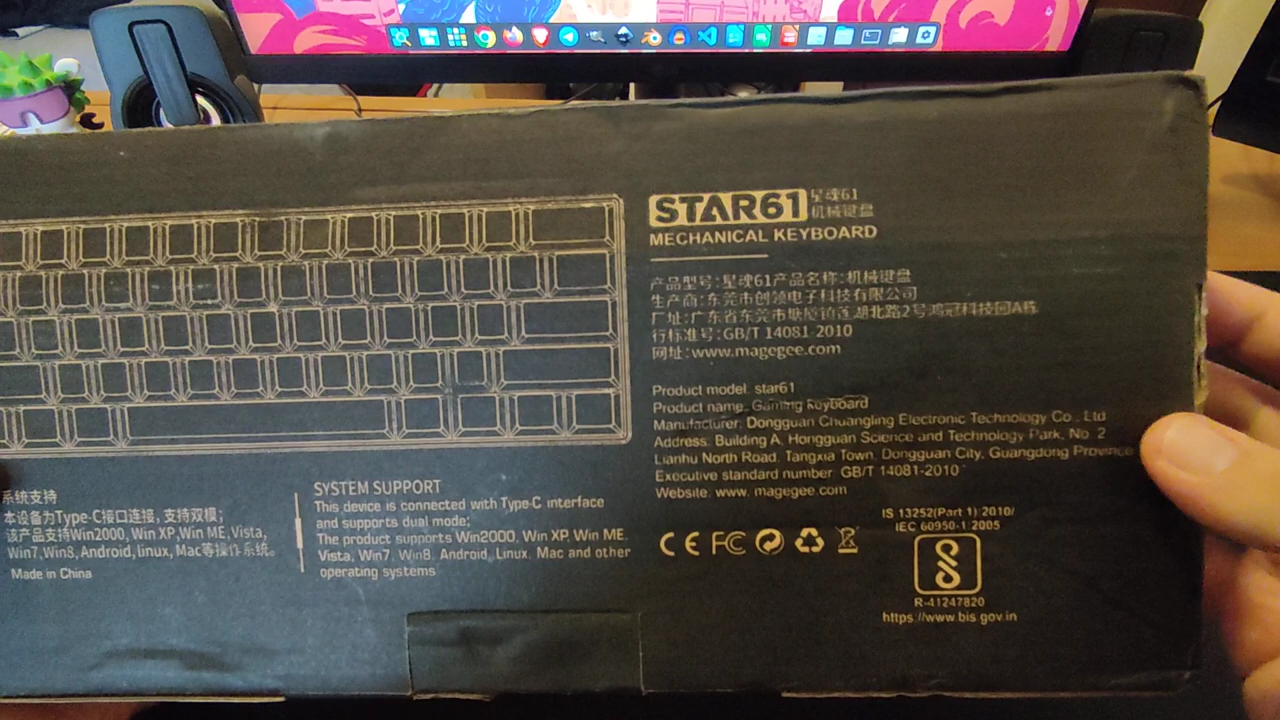 STAR61 星魂61
机械键盘
MECHANICAL KEYBOARD
产品型号:星魂61产品名称:机械键盘
生产商:东莞市创领电子科技有限公司
厂址:广东省东莞市塘厦镇莲湖北路2号鸿冠科技园A栋
行标准号:GB/T 14081-2010
网址:www.magegee.com
Product model: star61
Product name: Gaming Keyboard
Manufacturer: Dongguan Chuangling Electronic Technology Co., Ltd
Address: Building A, Hongguan Science and Technology Park, No. 2
Lianhu North Road, Tangxia Town, Dongguan City, Guangdong Province
Executive standard number: GB/T 14081-2010
Website: www. magegee.com
系统支持
本设备为Type-C接口连接, 支持双模;
该产品支持Win2000, Win XP,Win ME,Vista,
Win7,Win8, Android, linux, Mac等操作系统。
Made in China
SYSTEM SUPPORT
This device is connected with Type-C interface
and supports dual mode;
The product supports Win2000, Win XP, Win ME,
Vista, Win7, Win8, Android, Linux, Mac and other
operating systems
CE FC
IS 13252(Part 1) 2010/
IEC 60950-1:2005
R-41247820
https://www.bis.gov.in